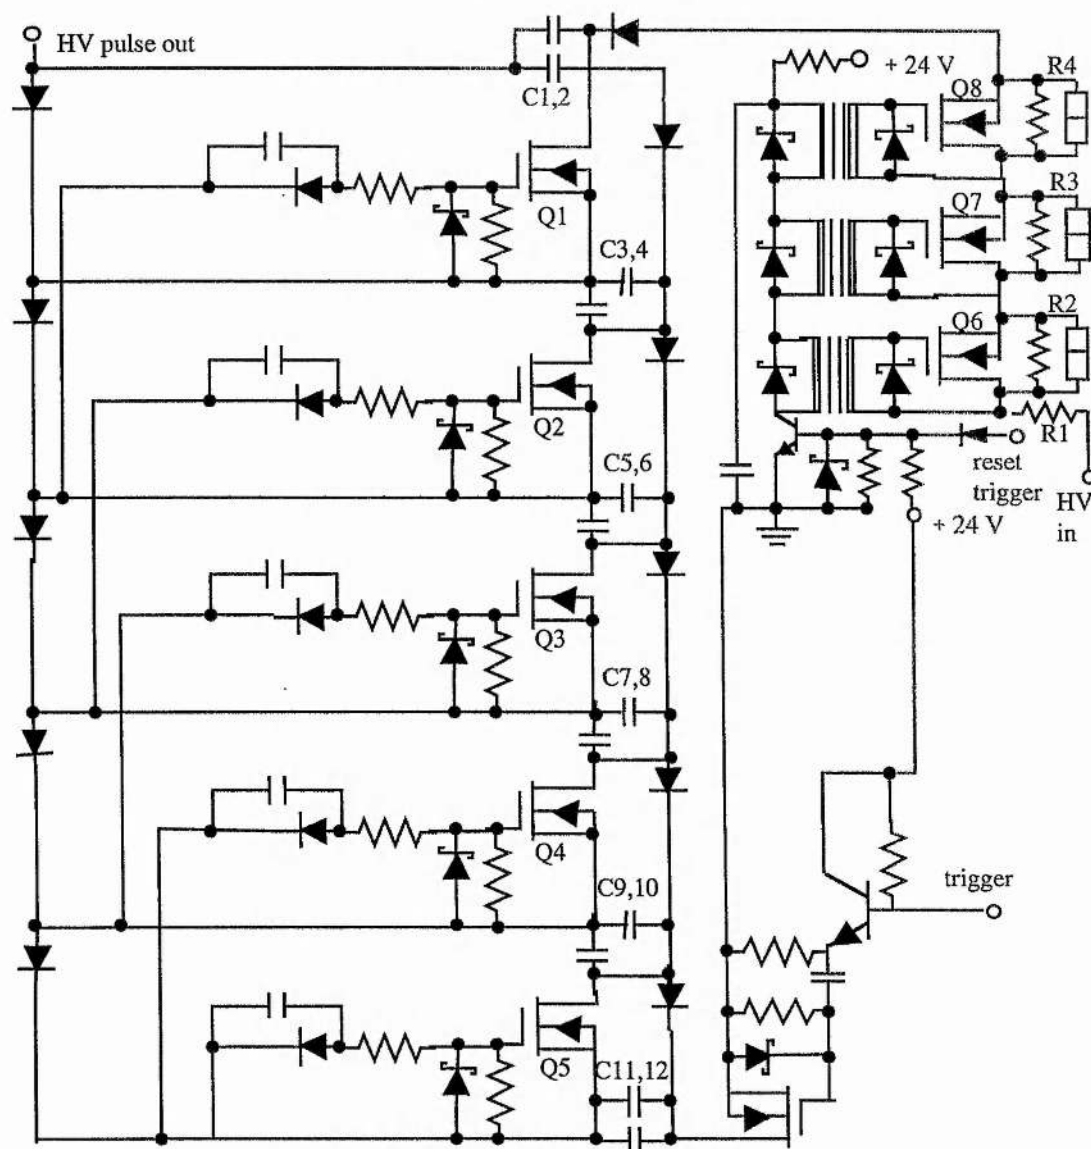 HV pulse out
C1,2
+ 24 V
R4
Q8
Q1
R3
Q7
C3,4
R2
Q6
Q2
R1
reset
trigger
HV
in
C5,6
+ 24 V
Q3
C7,8
Q4
C9,10
trigger
Q5
C11,12